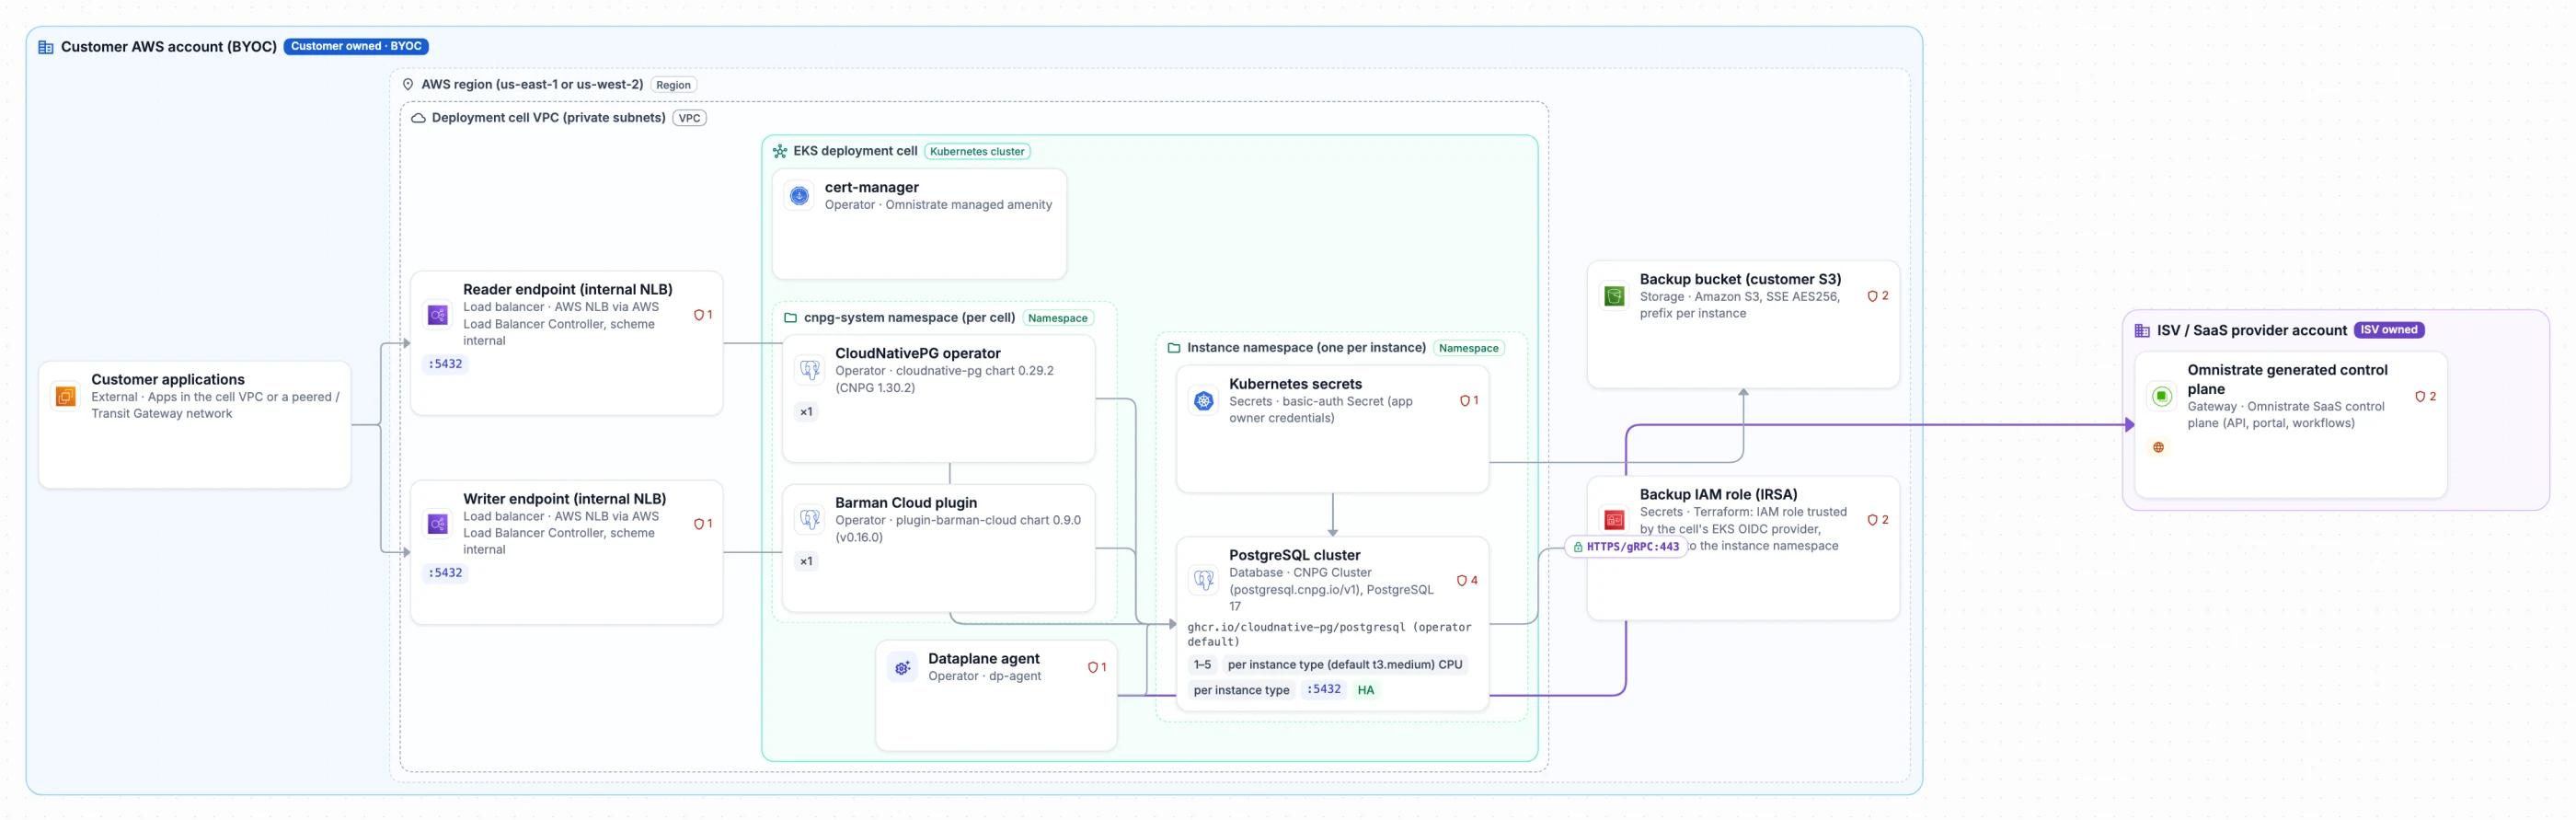 Customer AWS account (BYOC)
Customer owned · BYOC
AWS region (us-east-1 or us-west-2)
Region
Deployment cell VPC (private subnets)
VPC
EKS deployment cell
Kubernetes cluster
cert-manager
Operator · Omnistrate managed amenity
Customer applications
External · Apps in the cell VPC or a peered /
Transit Gateway network
Reader endpoint (internal NLB)
Load balancer · AWS NLB via AWS
Load Balancer Controller, scheme
internal
1
:5432
Writer endpoint (internal NLB)
Load balancer · AWS NLB via AWS
Load Balancer Controller, scheme
internal
1
:5432
cnpg-system namespace (per cell)
Namespace
CloudNativePG operator
Operator · cloudnative-pg chart 0.29.2
(CNPG 1.30.2)
×1
Barman Cloud plugin
Operator · plugin-barman-cloud chart 0.9.0
(v0.16.0)
×1
Dataplane agent
Operator · dp-agent
1
Instance namespace (one per instance)
Namespace
Kubernetes secrets
Secrets · basic-auth Secret (app
owner credentials)
1
PostgreSQL cluster
Database · CNPG Cluster
(postgresql.cnpg.io/v1), PostgreSQL
17
4
ghcr.io/cloudnative-pg/postgresql (operator
default)
1–5
per instance type (default t3.medium) CPU
per instance type
:5432
HA
Backup bucket (customer S3)
Storage · Amazon S3, SSE AES256,
prefix per instance
2
Backup IAM role (IRSA)
Secrets · Terraform: IAM role trusted
by the cell's EKS OIDC provider,
o the instance namespace
2
HTTPS/gRPC:443
ISV / SaaS provider account
ISV owned
Omnistrate generated control
plane
Gateway · Omnistrate SaaS control
plane (API, portal, workflows)
2